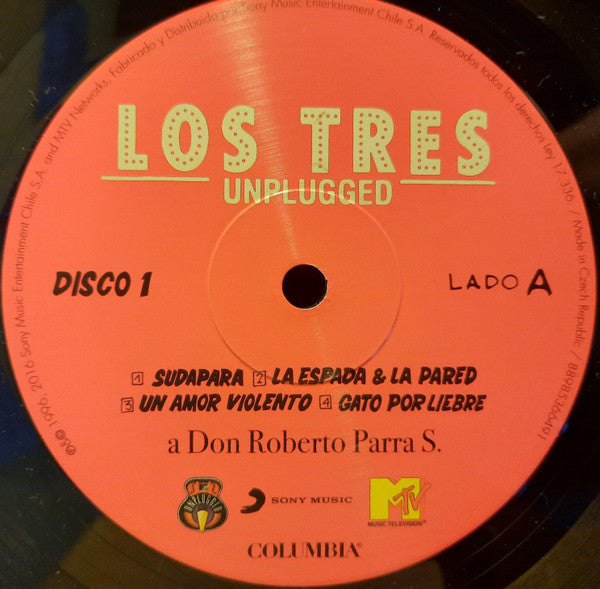 ℗&© 1996, 2016 Sony Music Entertainment Chile S.A. and MTV Networks, Fabricado y Distribuido por Sony Music Entertainment Chile S.A. Reservados todos los derechos Ley 17-336 / Made in Czech Republic / 88985366491
LOS TRES
UNPLUGGED
DISCO 1
LADO A
1 SUDAPARA 2 LA ESPADA & LA PARED
3 UN AMOR VIOLENTO 4 GATO POR LIEBRE
a Don Roberto Parra S.
MTV
UNPLUGGED
SONY MUSIC
MTV
MUSIC TELEVISION®
COLUMBIA®